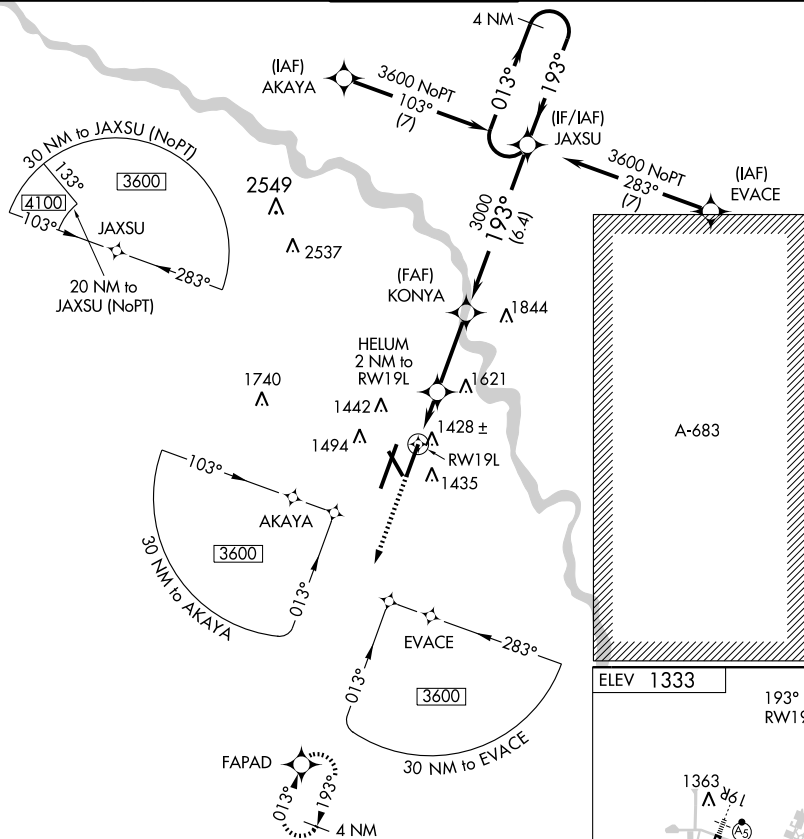 4 NM
013°
193°
(IAF)
AKAYA
3600 NoPT
103°
(7)
(IF/IAF)
JAXSU
3600 NoPT
283°
(7)
(IAF)
EVACE
30 NM to JAXSU (NoPT)
133°
4100
3600
103°
JAXSU
283°
20 NM to
JAXSU (NoPT)
2549
2537
3000
193°
(6.4)
(FAF)
KONYA
1844
HELUM
2 NM to
RW19L
1621
1740
1442
1494
1428 ±
RW19L
1435
A-683
103°
AKAYA
3600
013°
30 NM to AKAYA
EVACE
283°
013°
3600
30 NM to EVACE
FAPAD
013°
193°
4 NM
ELEV 1333
193°
RW19
1363
19R
A5